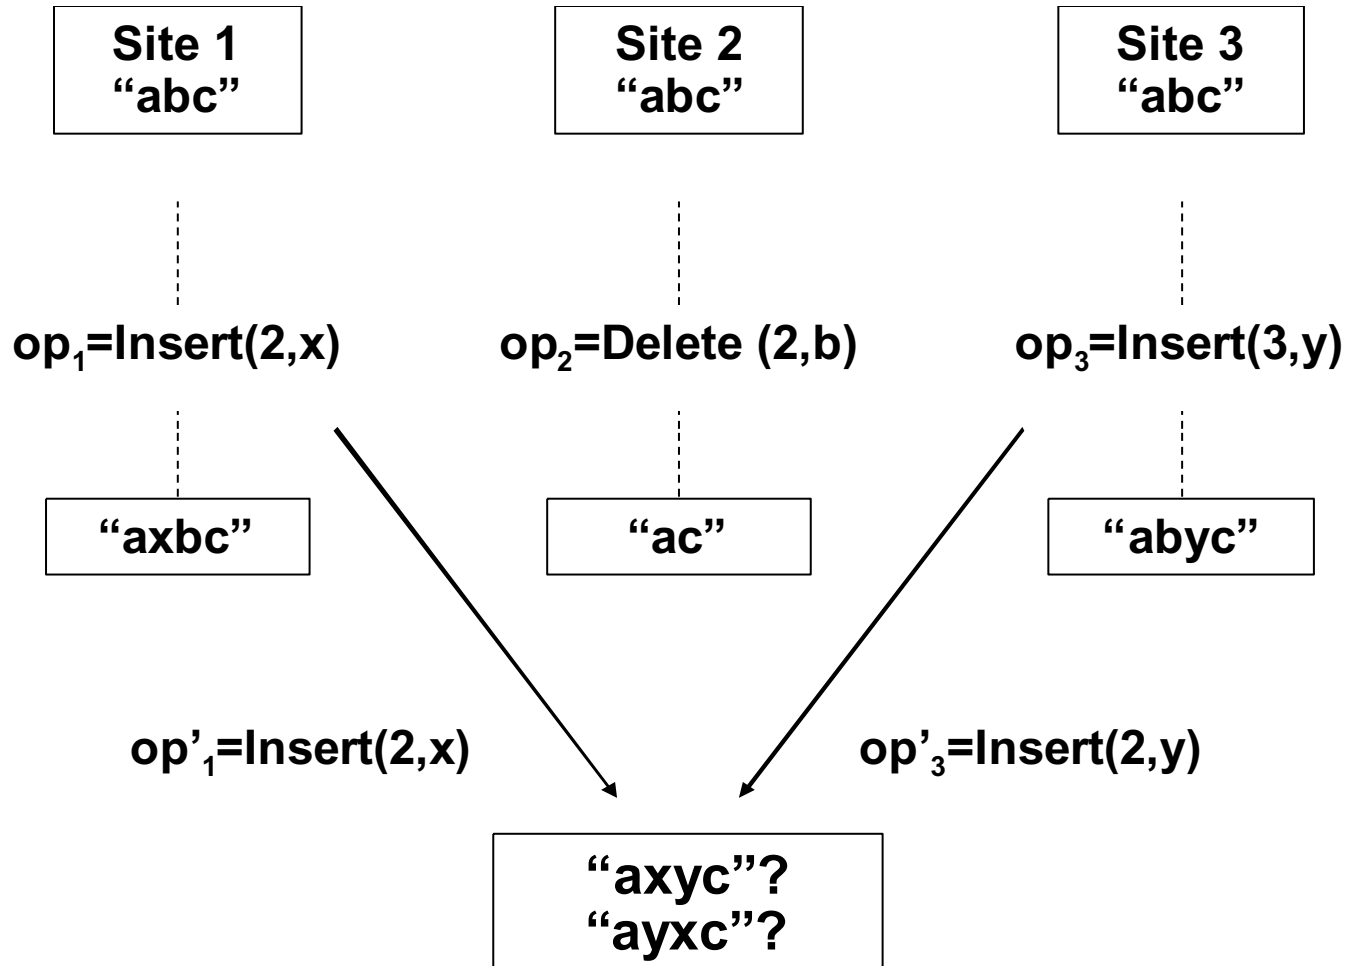 Site 1
“abc”
Site 2
“abc”
Site 3
“abc”
op₁=Insert(2,x)
op₂=Delete (2,b)
op₃=Insert(3,y)
“axbc”
“ac”
“abyc”
op’₁=Insert(2,x)
op’₃=Insert(2,y)
“axyc”?
“ayxc”?